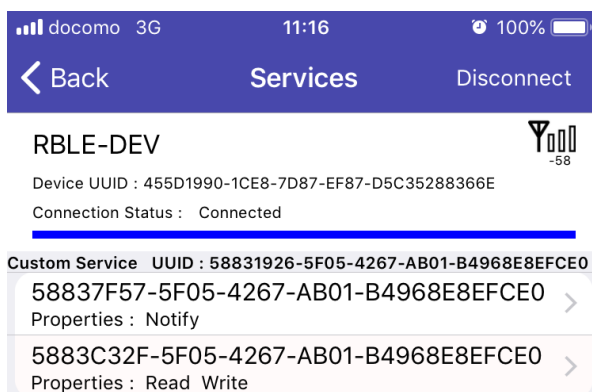 docomo 3G 11:16 100%
Back Services Disconnect
RBLE-DEV
-58
Device UUID : 455D1990-1CE8-7D87-EF87-D5C35288366E
Connection Status : Connected
Custom Service UUID : 58831926-5F05-4267-AB01-B4968E8EFCE0
58837F57-5F05-4267-AB01-B4968E8EFCE0
Properties : Notify
5883C32F-5F05-4267-AB01-B4968E8EFCE0
Properties : Read Write